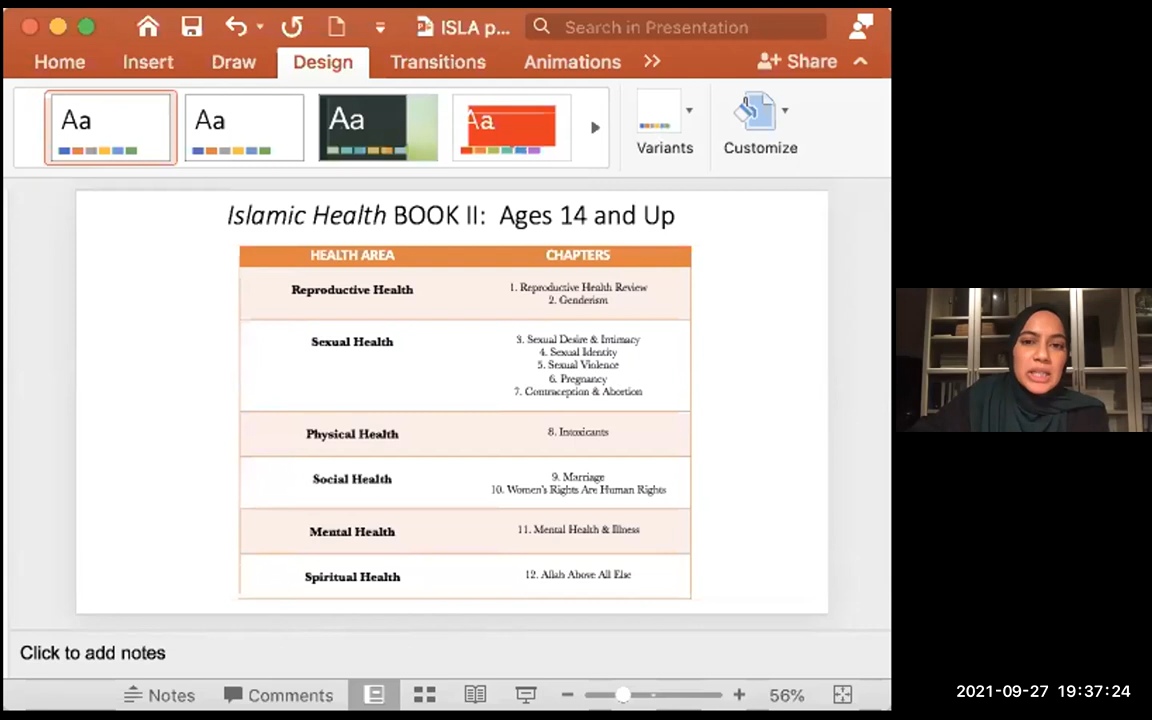 ISLA p...
Search in Presentation
Home Insert Draw Design Transitions Animations >> Share
Aa Aa Aa Aa
Variants Customize
Islamic Health BOOK II: Ages 14 and Up
HEALTH AREA CHAPTERS
Reproductive Health
1. Reproductive Health Review
2. Genderism
Sexual Health
3. Sexual Desire & Intimacy
4. Sexual Identity
5. Sexual Violence
6. Pregnancy
7. Contraception & Abortion
Physical Health
8. Intoxicants
Social Health
9. Marriage
10. Women's Rights Are Human Rights
Mental Health
11. Mental Health & Illness
Spiritual Health
12. Allah Above All Else
Click to add notes
Notes Comments 56%
2021-09-27 19:37:24